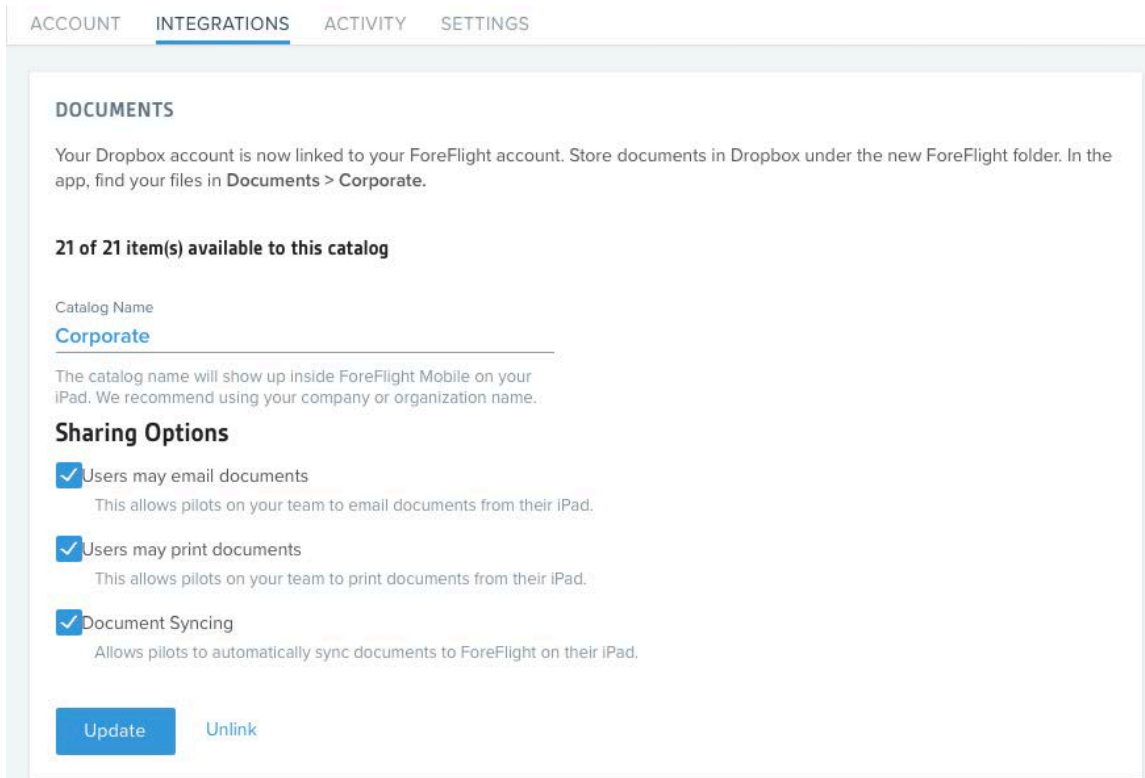 ACCOUNT INTEGRATIONS ACTIVITY SETTINGS
DOCUMENTS
Your Dropbox account is now linked to your ForeFlight account. Store documents in Dropbox under the new ForeFlight folder. In the
app, find your files in Documents > Corporate.
21 of 21 item(s) available to this catalog
Catalog Name
Corporate
The catalog name will show up inside ForeFlight Mobile on your
iPad. We recommend using your company or organization name.
Sharing Options
Users may email documents
This allows pilots on your team to email documents from their iPad.
Users may print documents
This allows pilots on your team to print documents from their iPad.
Document Syncing
Allows pilots to automatically sync documents to ForeFlight on their iPad.
Update Unlink